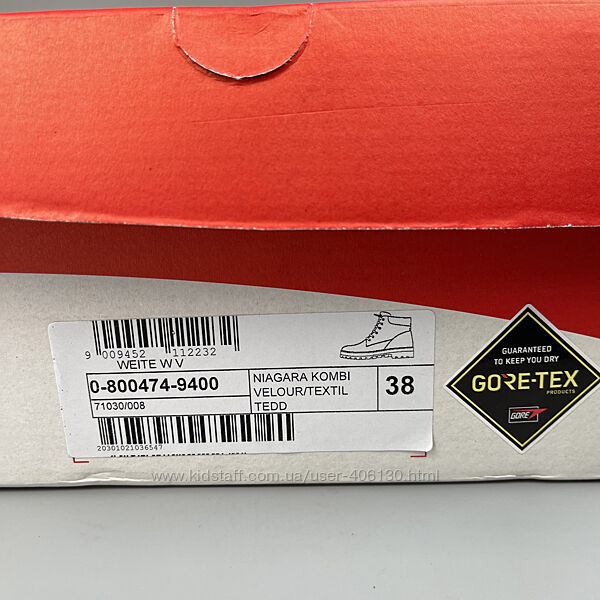 9 009452 112232
WEITE W V
0-800474-9400
71030/008
NIAGARA KOMBI
VELOUR/TEXTIL
TEDD
38
20301021036547
GUARANTEED
TO KEEP YOU DRY
GORE-TEX
PRODUCTS
GORE
www.kidstaff.com.ua/user-406130.html